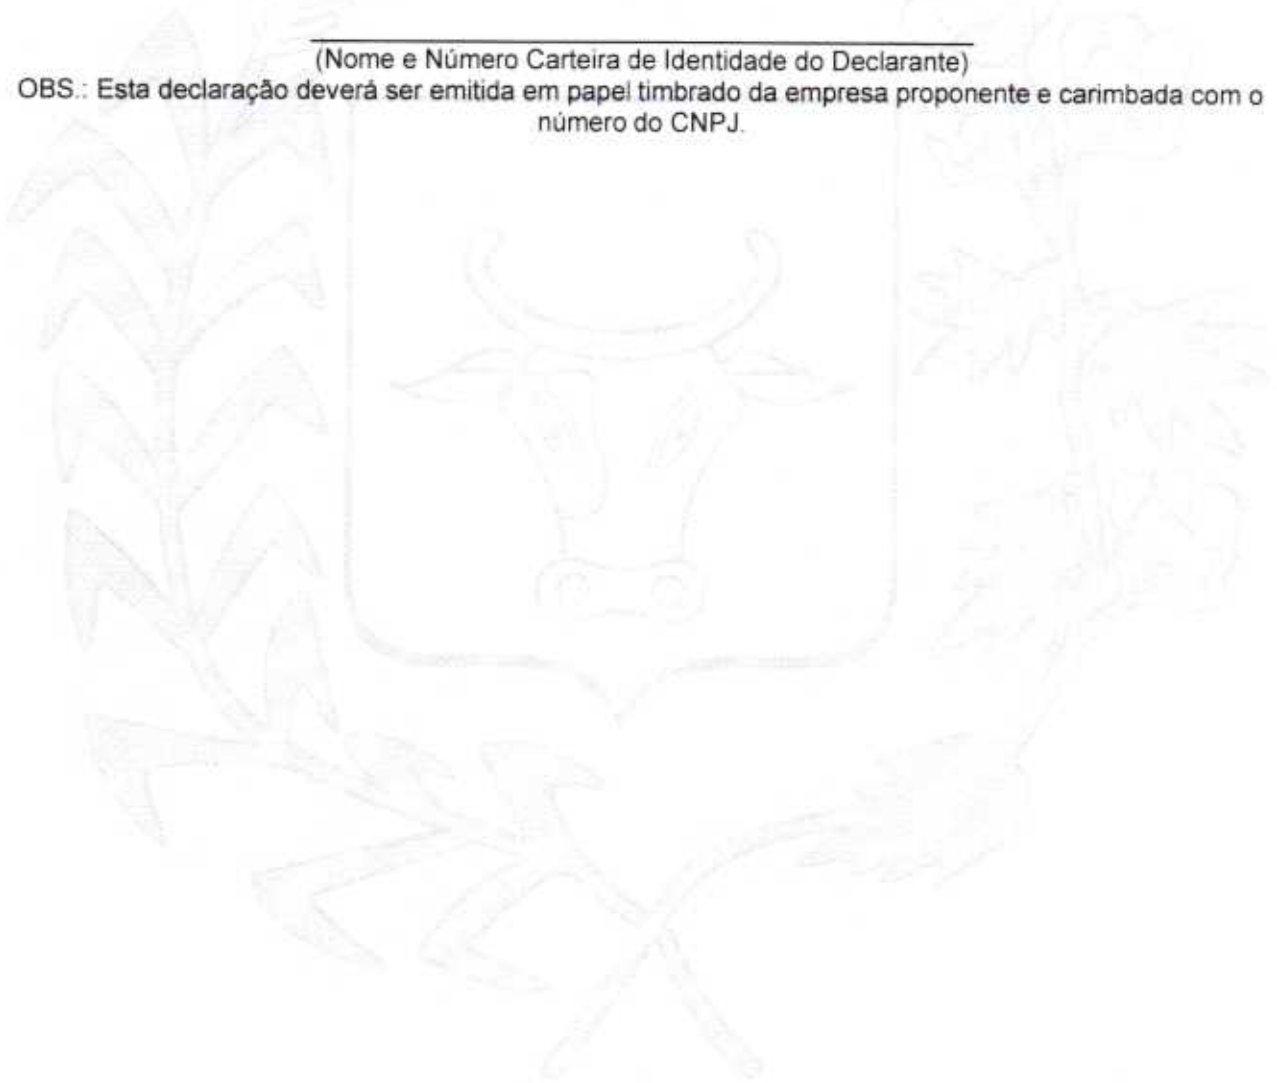 (Nome e Número Carteira de Identidade do Declarante)
OBS.: Esta declaração deverá ser emitida em papel timbrado da empresa proponente e carimbada com o
número do CNPJ.